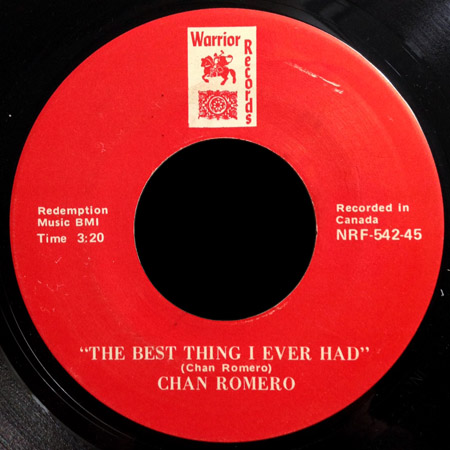 Warrior
Records
Redemption
Music BMI
Time 3:20
Recorded in
Canada
NRF-542-45
"THE BEST THING I EVER HAD"
(Chan Romero)
CHAN ROMERO